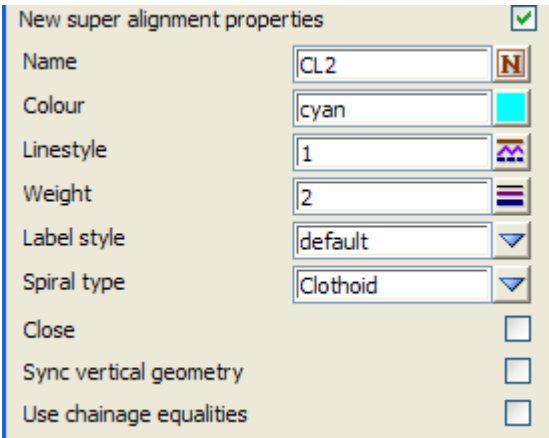 New super alignment properties
Name CL2 N
Colour cyan
Linestyle 1
Weight 2
Label style default
Spiral type Clothoid
Close
Sync vertical geometry
Use chainage equalities